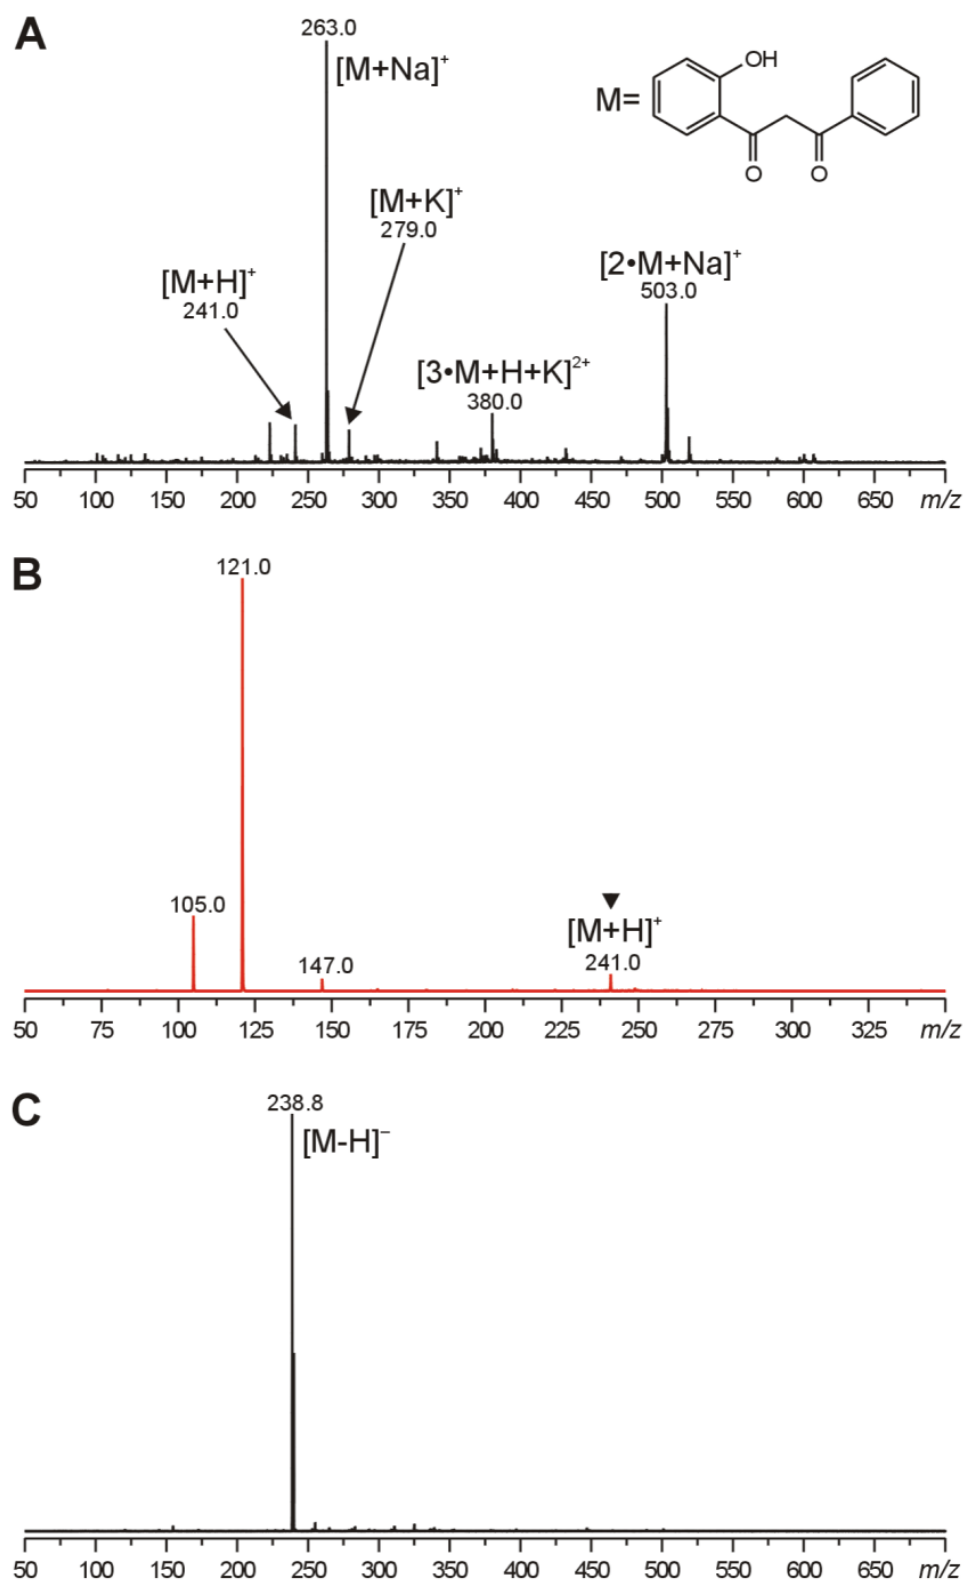 A
263.0
[M+Na]⁺
OH
M=
O O
[M+K]⁺
279.0
[M+H]⁺
241.0
[2•M+Na]⁺
503.0
[3•M+H+K]²⁺
380.0
50 100 150 200 250 300 350 400 450 500 550 600 650 m/z
B
121.0
105.0
147.0
[M+H]⁺
241.0
50 75 100 125 150 175 200 225 250 275 300 325 m/z
C
238.8
[M-H]⁻
50 100 150 200 250 300 350 400 450 500 550 600 650 m/z